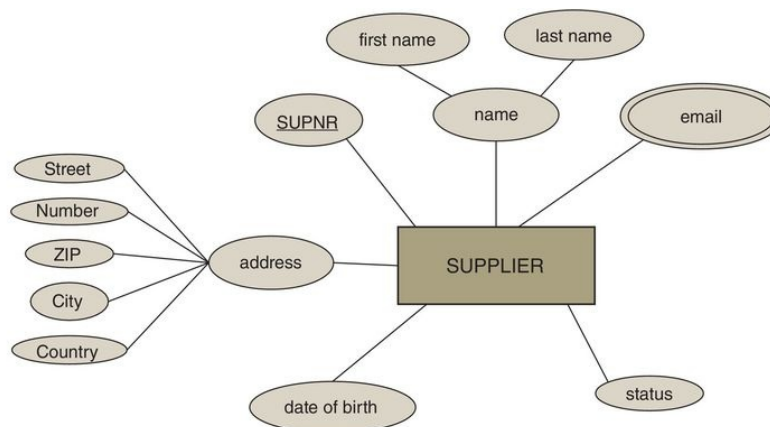 first name
last name
SUPNR
name
email
Street
Number
ZIP
City
Country
address
SUPPLIER
date of birth
status